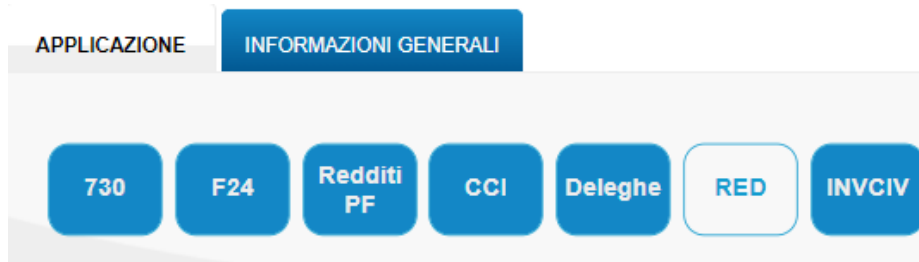 APPLICAZIONE INFORMAZIONI GENERALI
730 F24 Redditi PF CCI Deleghe RED INVCIV